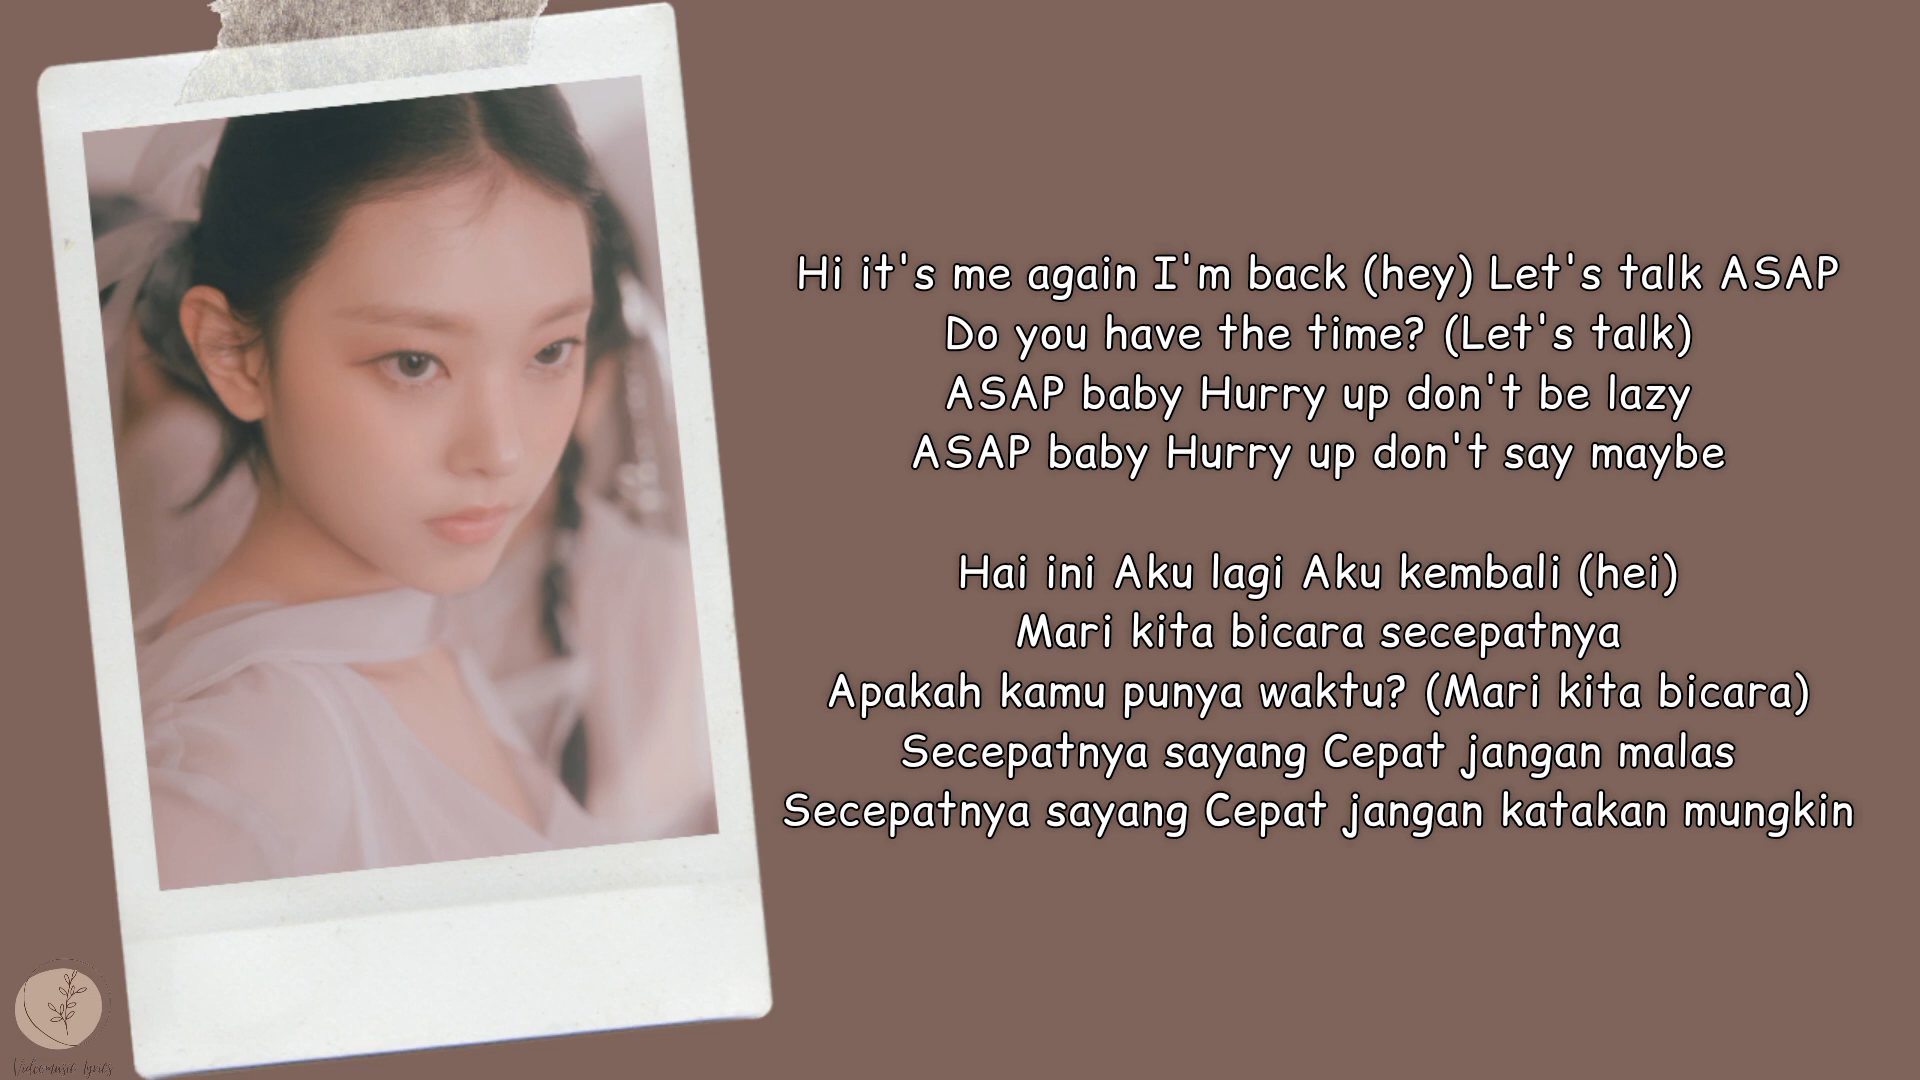 Hi it's me again I'm back (hey) Let's talk ASAP
Do you have the time? (Let's talk)
ASAP baby Hurry up don't be lazy
ASAP baby Hurry up don't say maybe
Hai ini Aku lagi Aku kembali (hei)
Mari kita bicara secepatnya
Apakah kamu punya waktu? (Mari kita bicara)
Secepatnya sayang Cepat jangan malas
Secepatnya sayang Cepat jangan katakan mungkin
Videomusic Lyrics